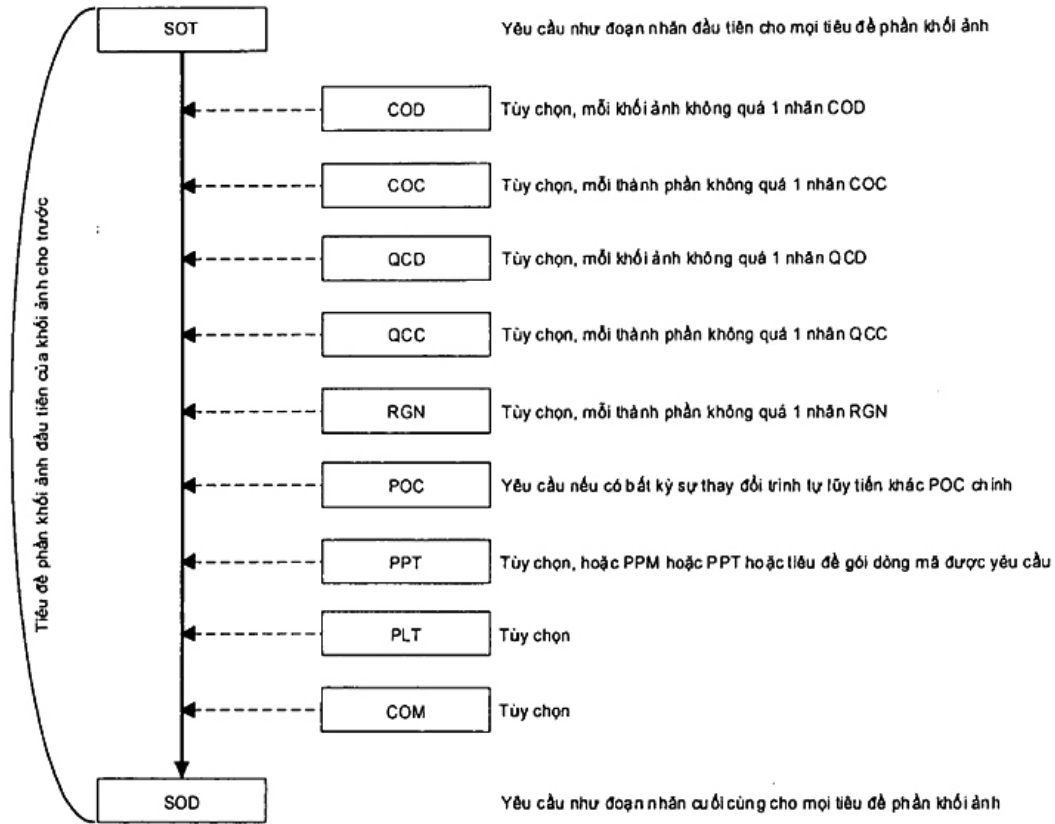 SOT Yêu cầu như đoạn nhãn đầu tiên cho mọi tiêu đề phần khối ảnh
COD Tùy chọn, mỗi khối ảnh không quá 1 nhãn COD
COC Tùy chọn, mỗi thành phần không quá 1 nhãn COC
QCD Tùy chọn, mỗi khối ảnh không quá 1 nhãn QCD
QCC Tùy chọn, mỗi thành phần không quá 1 nhãn QCC
RGN Tùy chọn, mỗi thành phần không quá 1 nhãn RGN
POC Yêu cầu nếu có bất kỳ sự thay đổi trình tự lũy tiến khác POC chính
PPT Tùy chọn, hoặc PPM hoặc PPT hoặc tiêu đề gói dòng mã được yêu cầu
PLT Tùy chọn
COM Tùy chọn
SOD Yêu cầu như đoạn nhãn cuối cùng cho mọi tiêu đề phần khối ảnh
Tiêu đề phần khối ảnh đầu tiên của khối ảnh cho trước